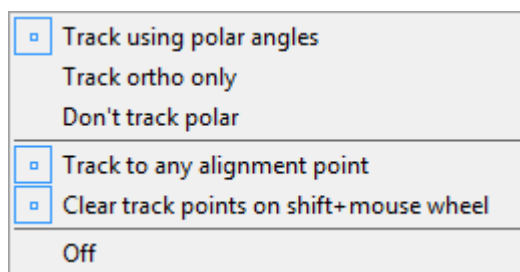 Track using polar angles
Track ortho only
Don't track polar
Track to any alignment point
Clear track points on shift+mouse wheel
Off